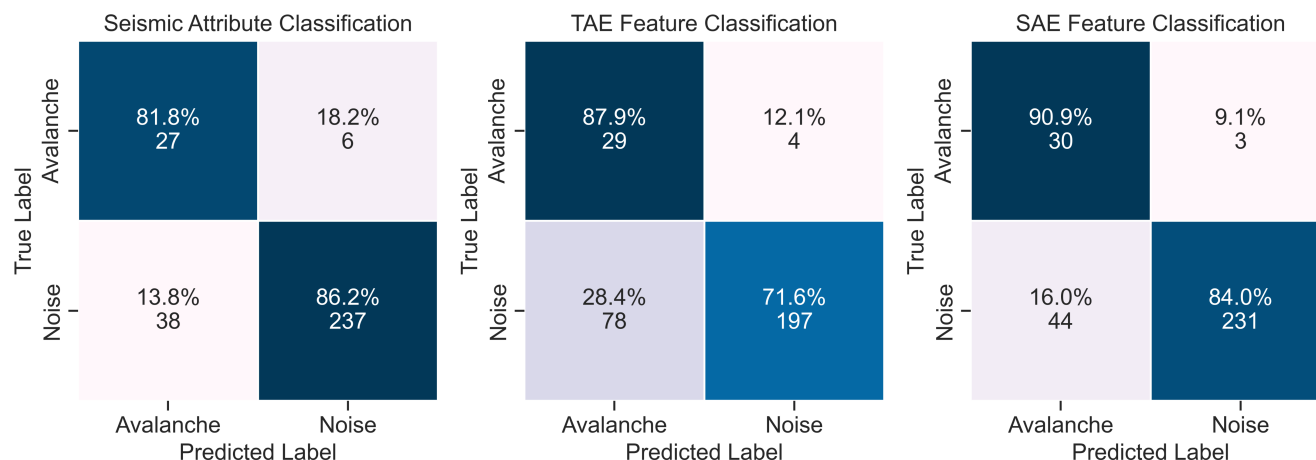 Seismic Attribute Classification
True Label
Avalanche
Noise
81.8%
27
18.2%
6
13.8%
38
86.2%
237
Avalanche
Noise
Predicted Label
TAE Feature Classification
True Label
Avalanche
Noise
87.9%
29
12.1%
4
28.4%
78
71.6%
197
Avalanche
Noise
Predicted Label
SAE Feature Classification
True Label
Avalanche
Noise
90.9%
30
9.1%
3
16.0%
44
84.0%
231
Avalanche
Noise
Predicted Label